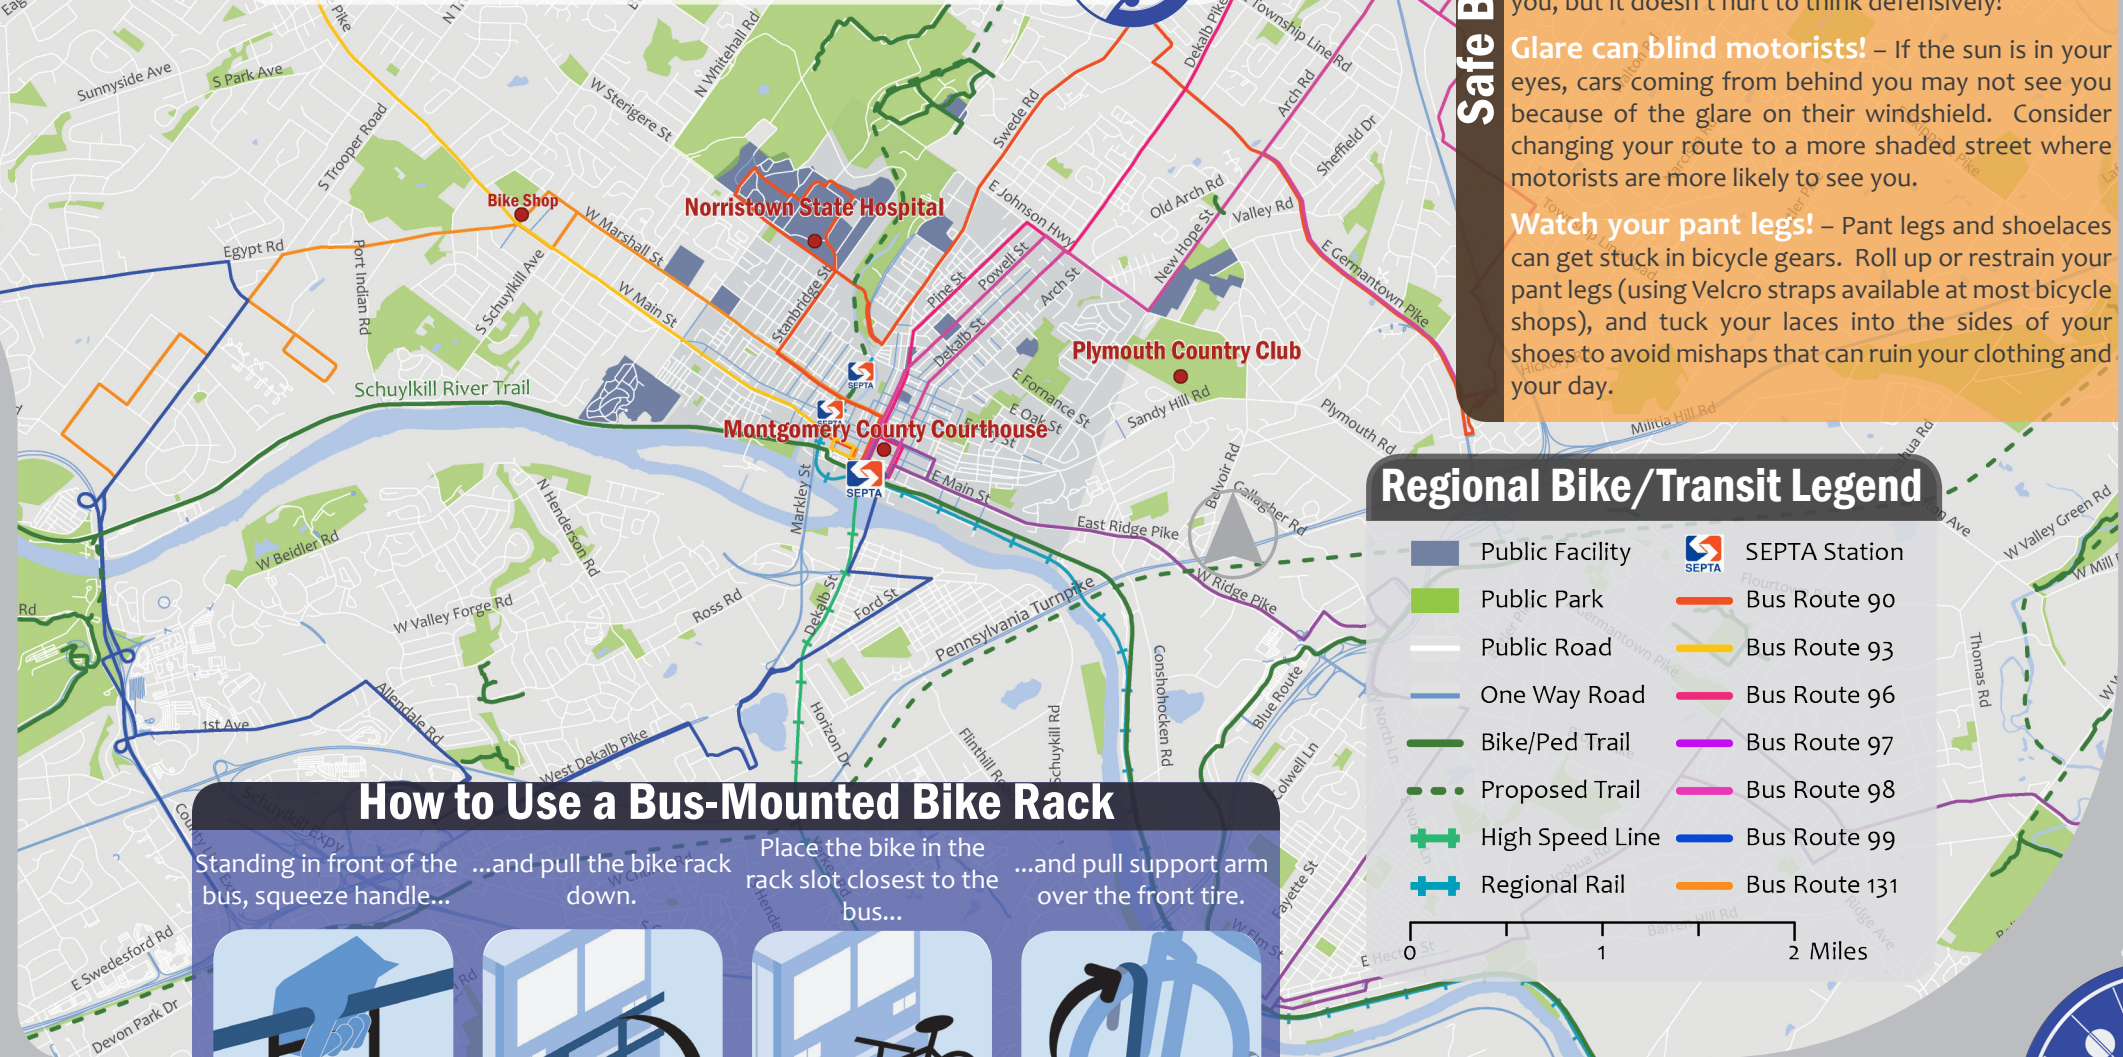 Pike
N Whitehall Rd
Dekalb Pike
E Township Line Rd
Sunnyside Ave
S Park Ave
W Sterigere St
Swede Rd
Arch Rd
S Trooper Road
Sheffield Dr
Bike Shop
Norristown State Hospital
E Johnson Hwy
Old Arch Rd
Valley Rd
W Marshall St
Egypt Rd
Port Indian Rd
S Schuylkill Ave
New Hope St
E Germantown Pike
Powell St
Pine St
Arch St
Stanbridge St
W Main St
Dekalb St
Plymouth Country Club
SEPTA
E Fornance St
E Oak St
Sandy Hill Rd
Plymouth Rd
Schuylkill River Trail
SEPTA
Montgomery County Courthouse
SEPTA
E Main St
Markley St
Belvoir Rd
Gallagher Rd
East Ridge Pike
N Henderson Rd
W Beidler Rd
W Ridge Pike
Rd
W Valley Forge Rd
Ross Rd
Dekalb St
Ford St
Pennsylvania Turnpike
Conshohocken Rd
Blue Route
Allendale Rd
1st Ave
Horizon Dr
Flinthill
Schuykill Rd
West Dekalb Pike
Colwell Ln
Fayette St
E Hector St
E Swedesford Rd
Devon Park Dr
Militia Hill Rd
W Valley Green Rd
W Mill
Thomas Rd
Safe B
you, but it doesn't hurt to think defensively!
Glare can blind motorists! – If the sun is in your
eyes, cars coming from behind you may not see you
because of the glare on their windshield. Consider
changing your route to a more shaded street where
motorists are more likely to see you.
Watch your pant legs! – Pant legs and shoelaces
can get stuck in bicycle gears. Roll up or restrain your
pant legs (using Velcro straps available at most bicycle
shops), and tuck your laces into the sides of your
shoes to avoid mishaps that can ruin your clothing and
your day.
Regional Bike/Transit Legend
Public Facility
Public Park
Public Road
One Way Road
Bike/Ped Trail
Proposed Trail
High Speed Line
Regional Rail
SEPTA
SEPTA Station
Bus Route 90
Bus Route 93
Bus Route 96
Bus Route 97
Bus Route 98
Bus Route 99
Bus Route 131
0 1 2 Miles
Barren Hill Rd
Ridge Ave
How to Use a Bus-Mounted Bike Rack
Standing in front of the
bus, squeeze handle...
...and pull the bike rack
down.
Place the bike in the
rack slot closest to the
bus...
...and pull support arm
over the front tire.